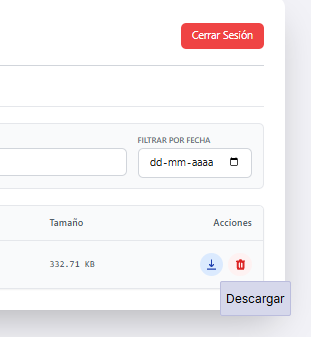 Cerrar Sesión
FILTRAR POR FECHA
dd-mm-aaaa
Tamaño Acciones
332.71 KB
Descargar